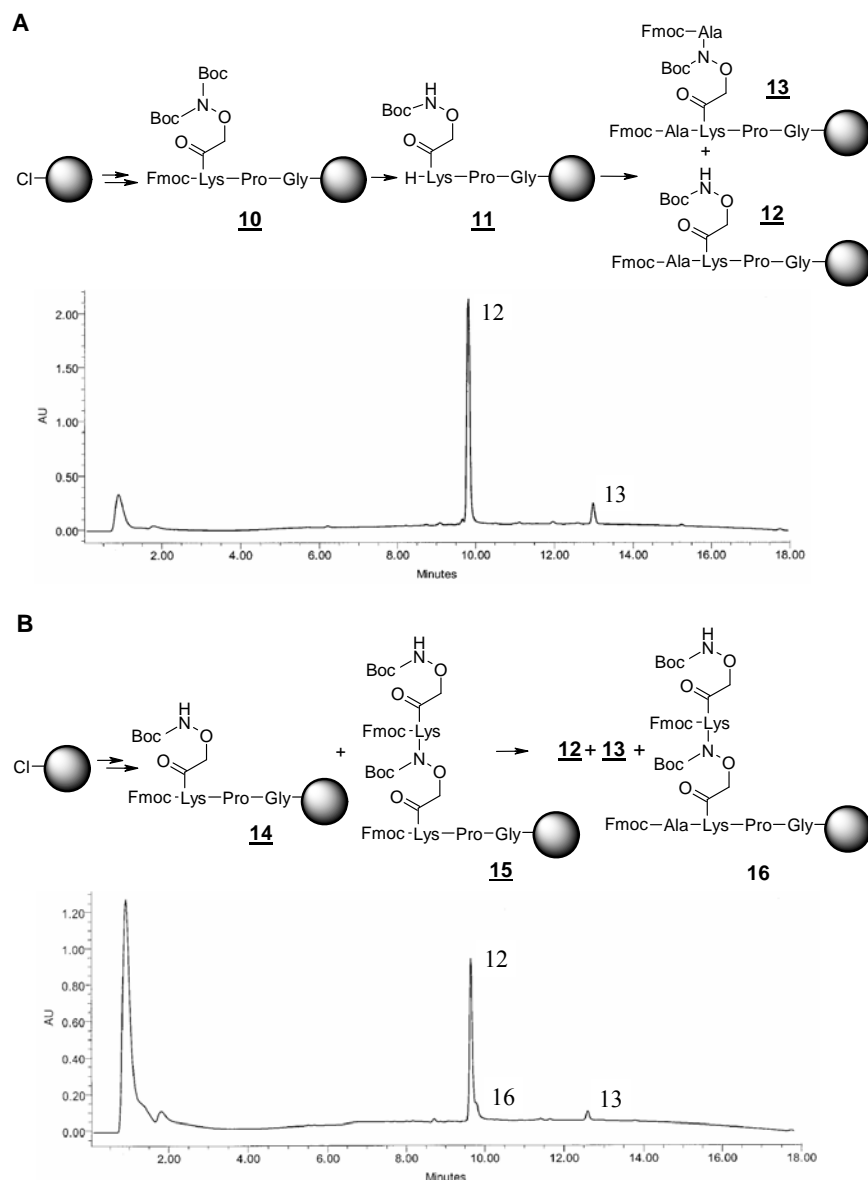 A
Boc
Boc N O
O
Cl Fmoc-Lys-Pro-Gly
10
H
Boc N O
O
H-Lys-Pro-Gly
11
Fmoc-Ala
Boc N O
O
13
Fmoc-Ala-Lys-Pro-Gly
+
H
Boc N O
O
12
Fmoc-Ala-Lys-Pro-Gly
AU
2.00
1.50
1.00
0.50
0.00
12
13
2.00 4.00 6.00 8.00 10.00 12.00 14.00 16.00 18.00
Minutes
B
Cl
H
Boc N O
O
Fmoc-Lys-Pro-Gly
14
+
H
Boc N O
O
Fmoc-Lys
Boc N O
O
Fmoc-Lys-Pro-Gly
15
12 + 13 +
H
Boc N O
O
Fmoc-Lys
Boc N O
O
Fmoc-Ala-Lys-Pro-Gly
16
AU
1.20
1.00
0.80
0.60
0.40
0.20
0.00
12
16
13
2.00 4.00 6.00 8.00 10.00 12.00 14.00 16.00 18.00
Minutes